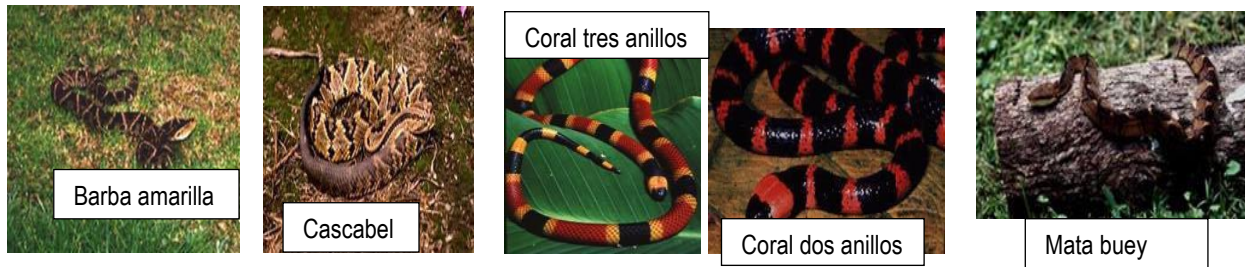 Barba amarilla
Cascabel
Coral tres anillos
Coral dos anillos
Mata buey